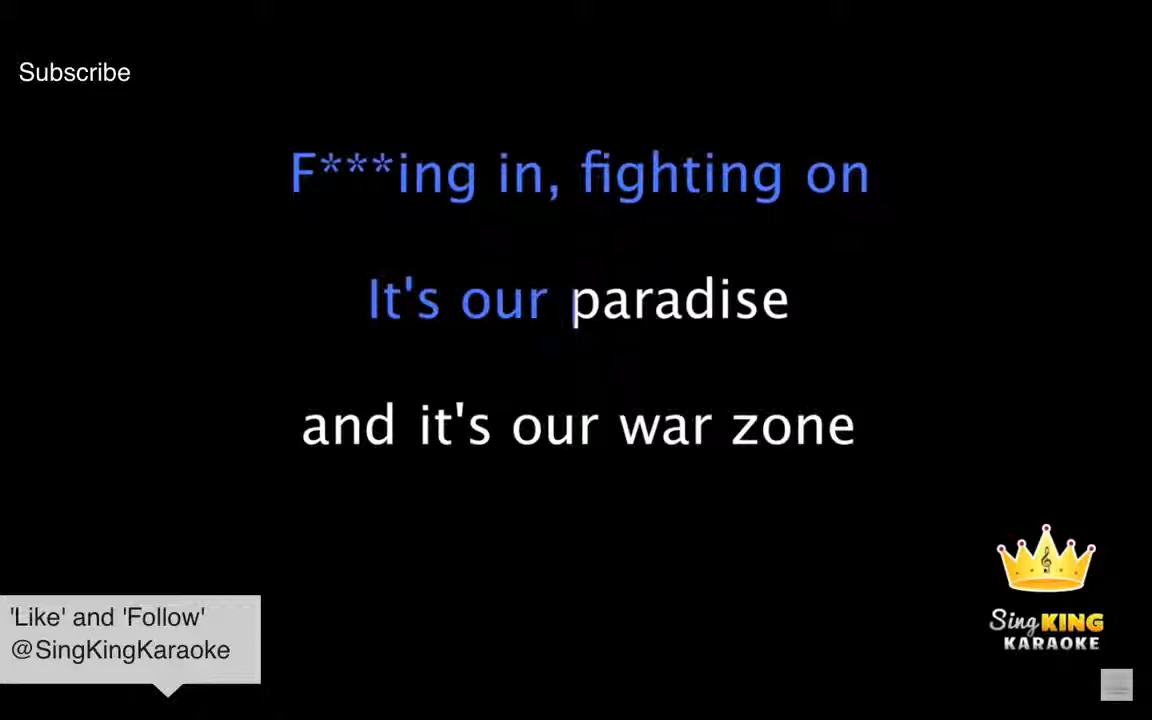 Subscribe
F***ing in, fighting on
It's our paradise
and it's our war zone
'Like' and 'Follow'
@SingKingKaraoke
Sing KING
KARAOKE